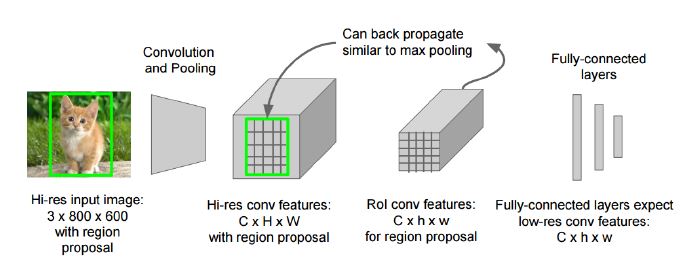 Can back propagate
similar to max pooling
Convolution
and Pooling
Fully-connected
layers
Hi-res input image:
3 x 800 x 600
with region
proposal
Hi-res conv features:
C x H x W
with region proposal
RoI conv features:
C x h x w
for region proposal
Fully-connected layers expect
low-res conv features:
C x h x w